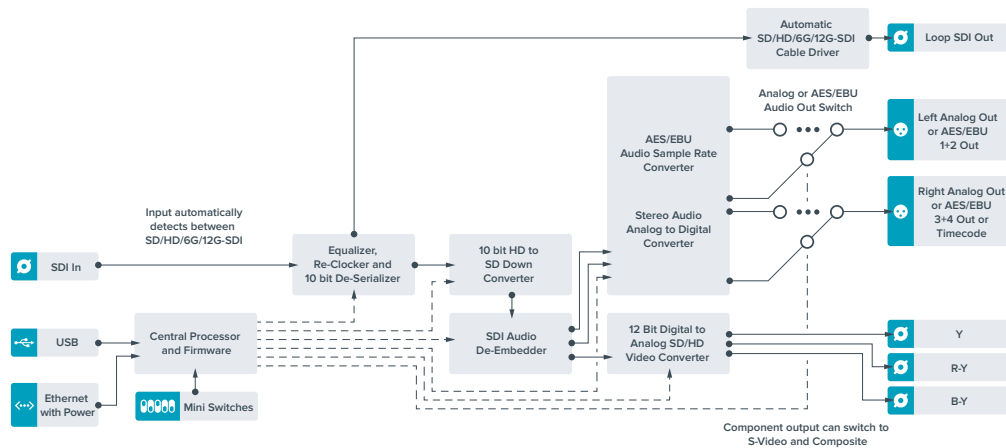 Automatic
SD/HD/6G/12G-SDI
Cable Driver
Loop SDI Out
Analog or AES/EBU
Audio Out Switch
AES/EBU
Audio Sample Rate
Converter
Left Analog Out
or AES/EBU
1+2 Out
Stereo Audio
Analog to Digital
Converter
Right Analog Out
or AES/EBU
3+4 Out or
Timecode
Input automatically
detects between
SD/HD/6G/12G-SDI
SDI In
Equalizer,
Re-Clocker and
10 bit De-Serializer
10 bit HD to
SD Down
Converter
USB
Central Processor
and Firmware
SDI Audio
De-Embedder
12 Bit Digital to
Analog SD/HD
Video Converter
Y
R-Y
B-Y
Ethernet
with Power
Mini Switches
Component output can switch to
S-Video and Composite